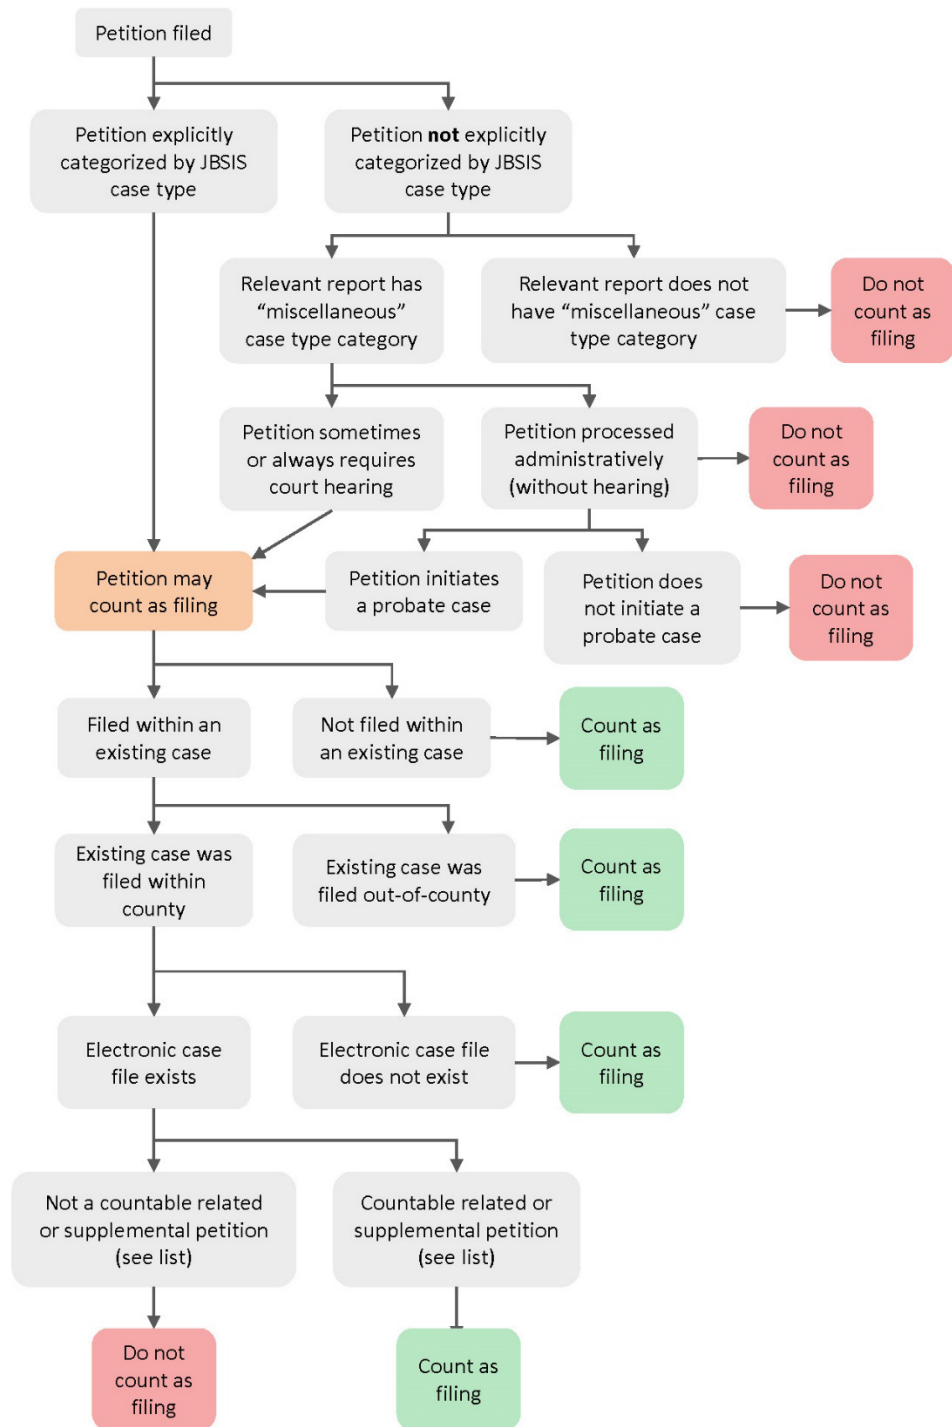 Petition filed
Petition explicitly
categorized by JBSIS
case type
Petition not explicitly
categorized by JBSIS
case type
Relevant report has
“miscellaneous”
case type category
Relevant report does not
have “miscellaneous” case
type category
Do not
count as
filing
Petition sometimes
or always requires
court hearing
Petition processed
administratively
(without hearing)
Do not
count as
filing
Petition may
count as filing
Petition initiates
a probate case
Petition does
not initiate a
probate case
Do not
count as
filing
Filed within an
existing case
Not filed within
an existing case
Count as
filing
Existing case was
filed within
county
Existing case was
filed out-of-county
Count as
filing
Electronic case
file exists
Electronic case file
does not exist
Count as
filing
Not a countable related
or supplemental petition
(see list)
Countable related or
supplemental petition
(see list)
Do not
count as
filing
Count as
filing